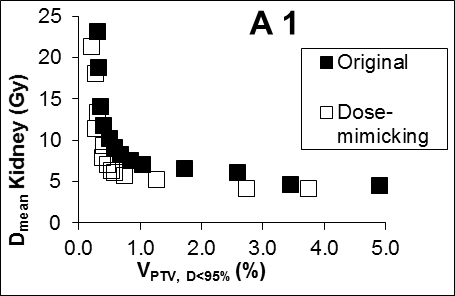 A 1
25
20
15
10
5
0
D mean Kidney (Gy)
Original
Dose-
mimicking
0.0 1.0 2.0 3.0 4.0 5.0
V PTV, D<95% (%)